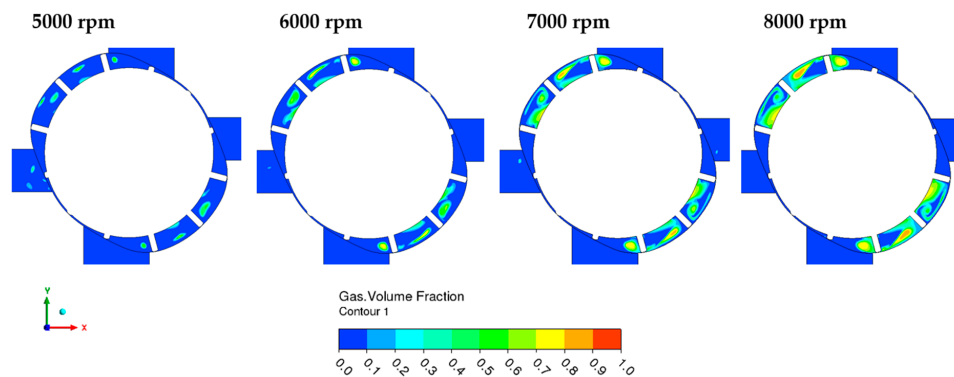 5000 rpm 6000 rpm 7000 rpm 8000 rpm
Y
X
Gas.Volume Fraction
Contour 1
0.0 0.1 0.2 0.3 0.4 0.5 0.6 0.7 0.8 0.9 1.0